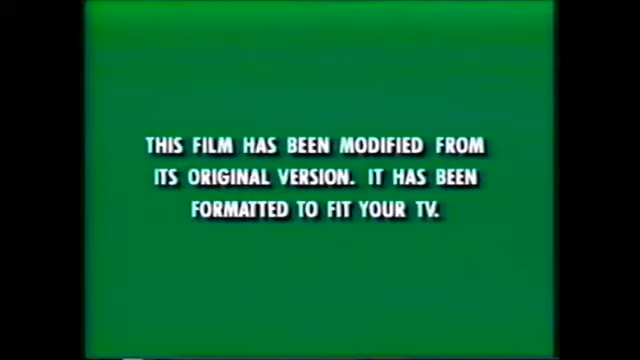 THIS FILM HAS BEEN MODIFIED FROM
ITS ORIGINAL VERSION. IT HAS BEEN
FORMATTED TO FIT YOUR TV.